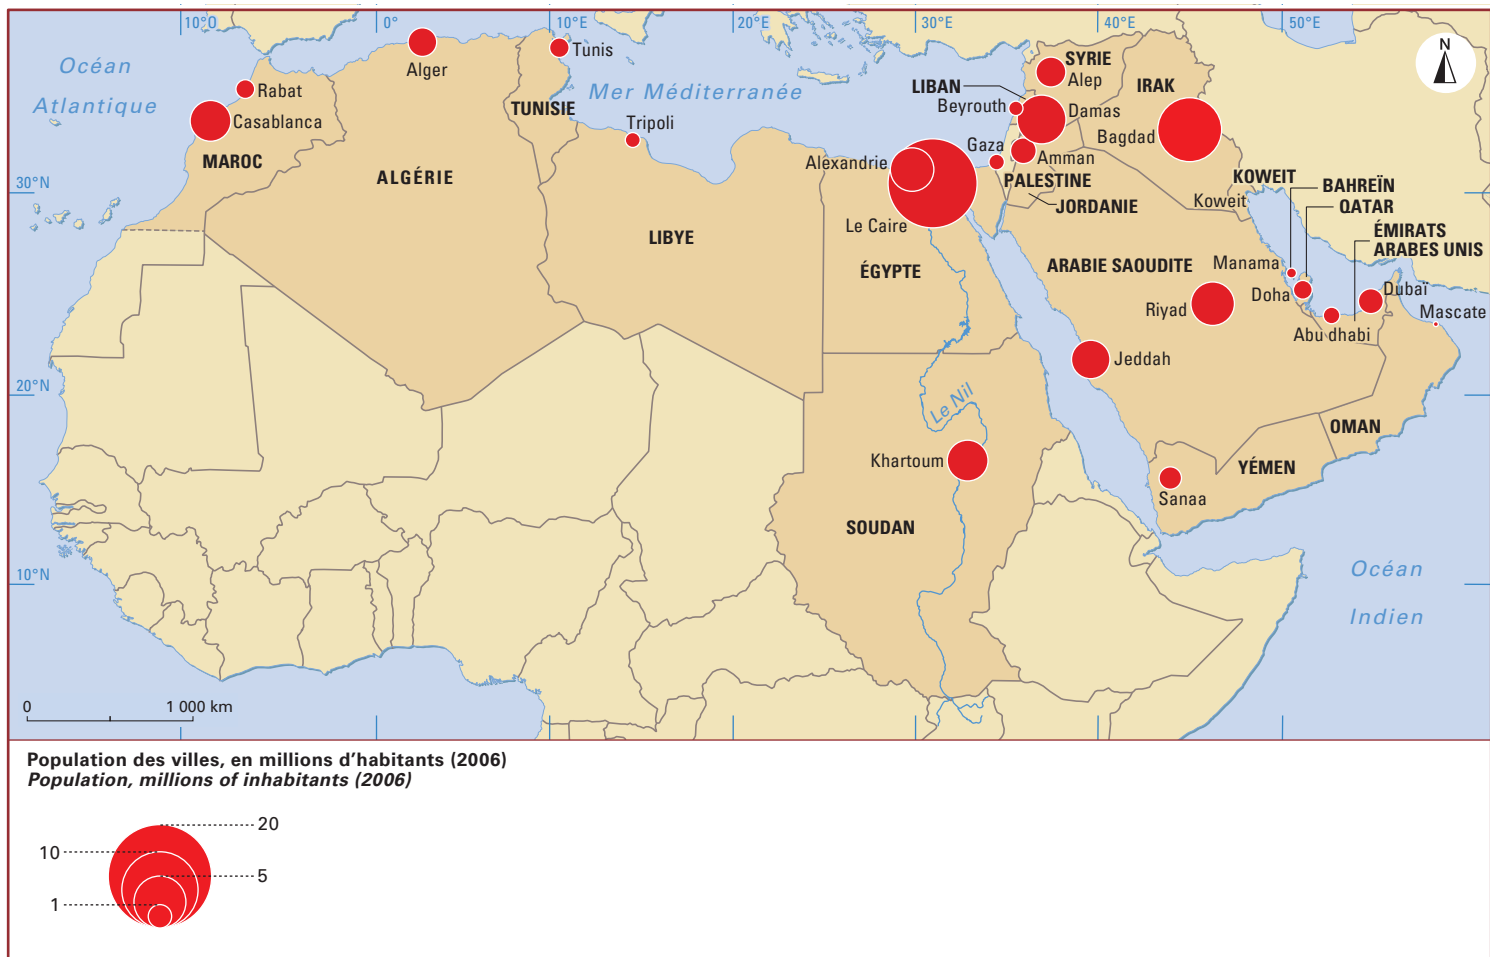 10°O
0°
10°E
20°E
30°E
40°E
50°E
N
Océan
Atlantique
Alger
Tunis
Rabat
Casablanca
MAROC
ALGÉRIE
TUNISIE
Mer Méditerranée
Tripoli
LIBYE
SYRIE
Alep
LIBAN
Beyrouth
Damas
IRAK
Bagdad
Gaza
Amman
Alexandrie
PALESTINE
JORDANIE
Le Caire
ÉGYPTE
KOWEIT
Koweit
BAHREÏN
QATAR
ÉMIRATS
ARABES UNIS
ARABIE SAOUDITE
Manama
Doha
Dubaï
Riyad
Abu dhabi
Mascate
Jeddah
Le Nil
OMAN
Khartoum
YÉMEN
Sanaa
SOUDAN
30°N
20°N
10°N
Océan
Indien
0
1 000 km
Population des villes, en millions d'habitants (2006)
Population, millions of inhabitants (2006)
20
10
5
1